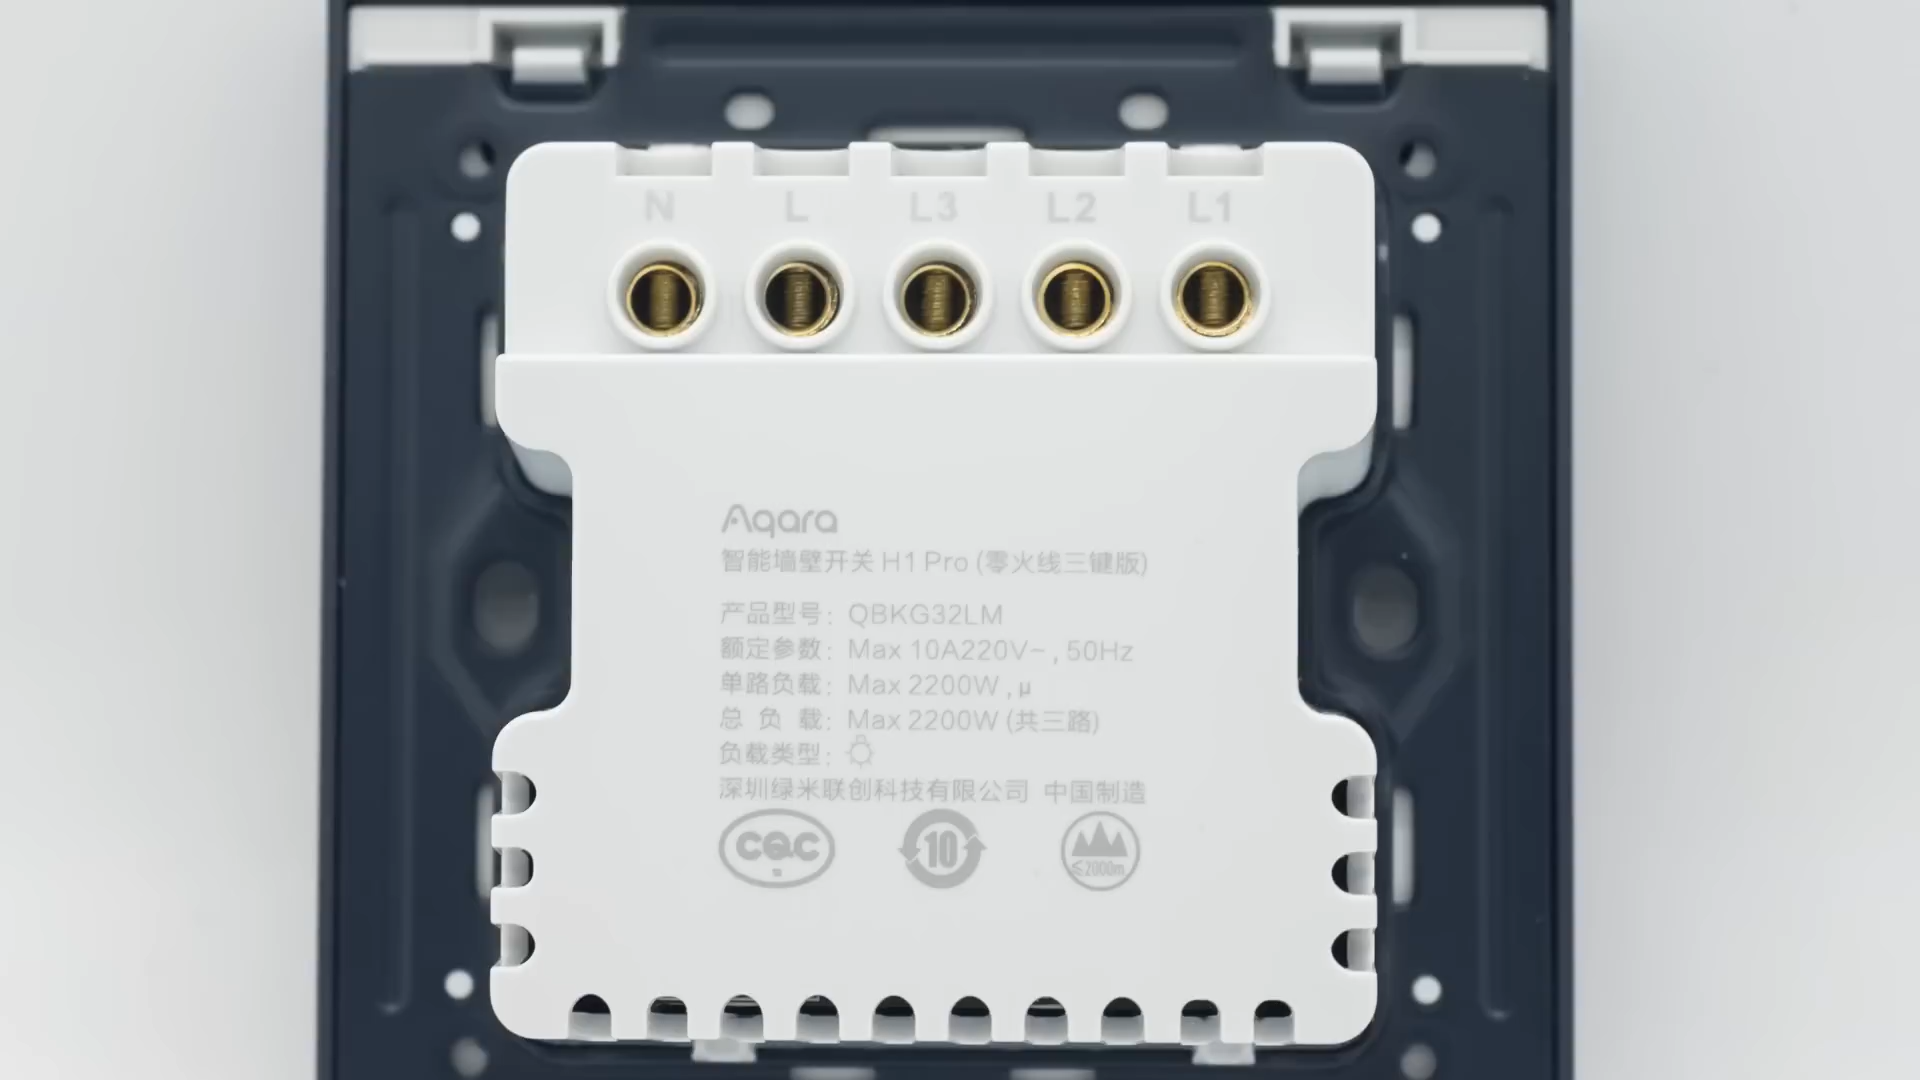 N L L3 L2 L1
Aqara
智能墙壁开关 H1 Pro (零火线三键版)
产品型号: QBKG32LM
额定参数: Max 10A220V~, 50Hz
单路负载: Max 2200W, μ
总 负 载: Max 2200W (共三路)
负载类型:
深圳绿米联创科技有限公司 中国制造
CQC 10 ≤2000m